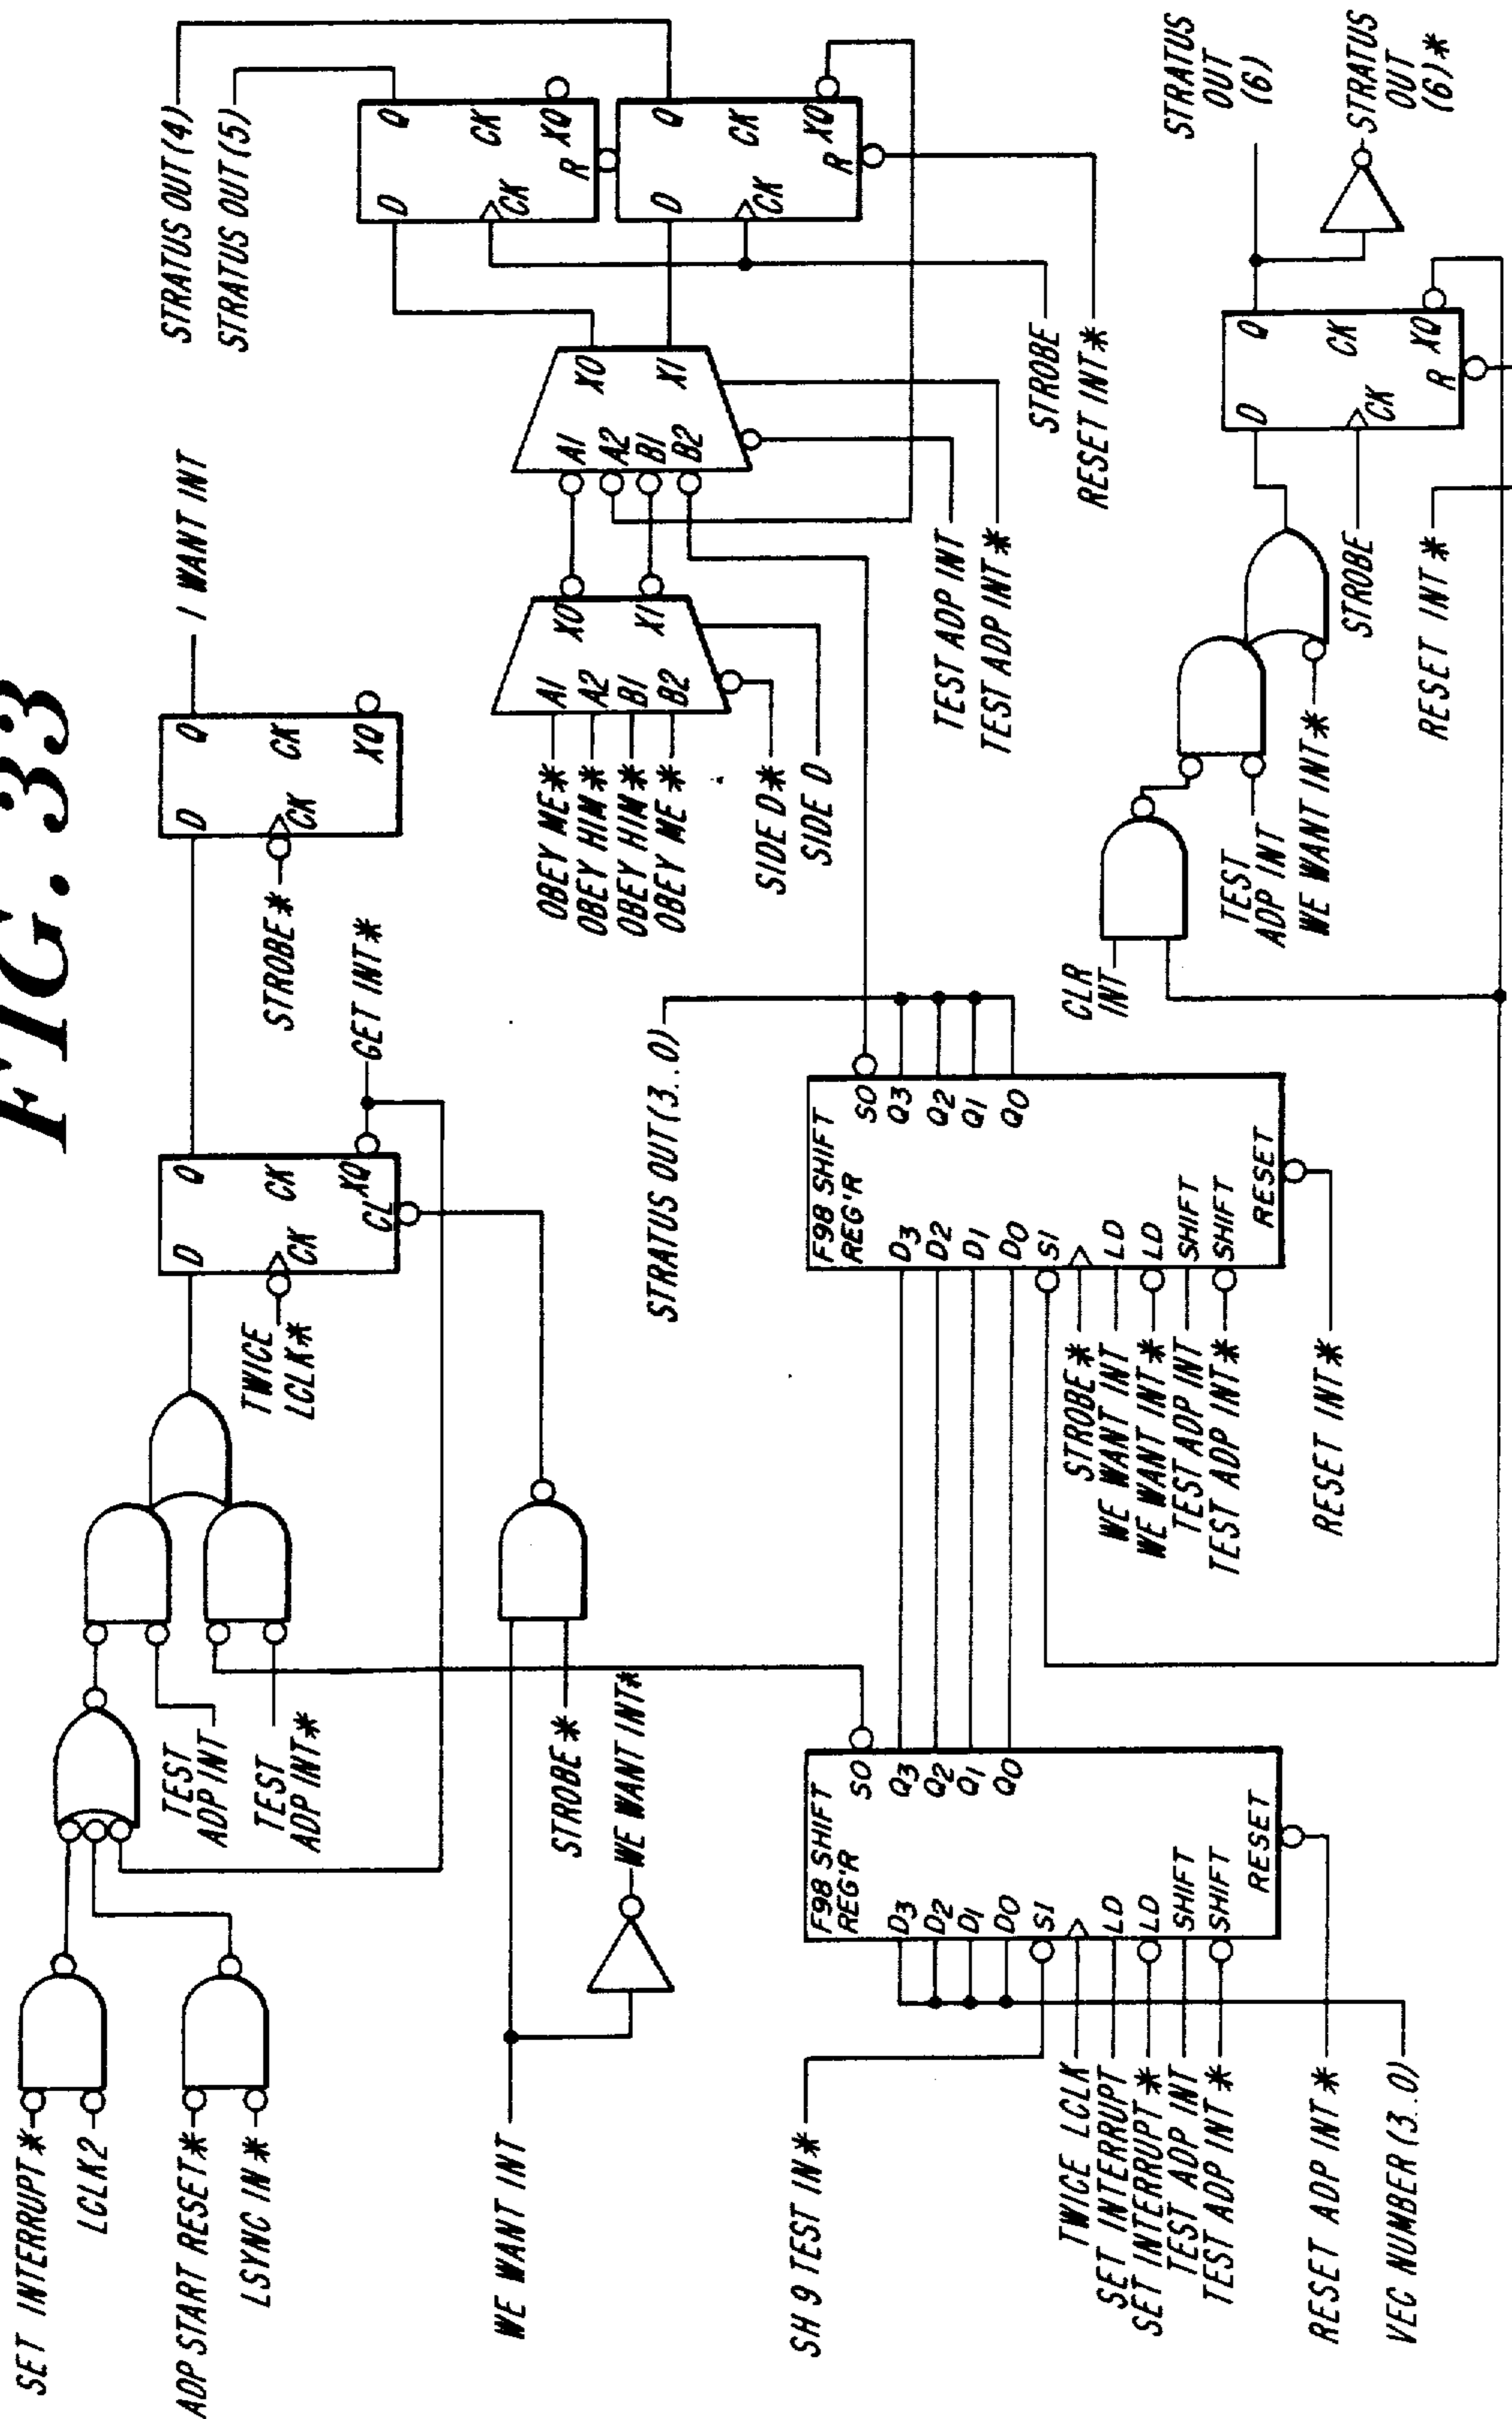 FIG. 33
SET INTERRUPT*
LCLK2
ADP START RESET*
LSYNC IN*
TEST
ADP INT
TEST
ADP INT*
TWICE
LCLK*
D
Q
CK
CK
XQ
CL
GET INT*
STROBE*
D
Q
CK
CK
XQ
I WANT INT
WE WANT INT
STROBE*
WE WANT INT*
OBEY ME*
OBEY HIM*
OBEY HIM*
OBEY ME*
SIDE D*
SIDE D
A1
A2
B1
B2
X0
X1
A1
A2
B1
B2
X0
X1
TEST ADP INT
TEST ADP INT*
STROBE
RESET INT*
D
Q
CK
CK
XQ
R
D
Q
CK
CK
XQ
R
STRATUS OUT(4)
STRATUS OUT(5)
SH 9 TEST IN*
TWICE LCLK
SET INTERRUPT
SET INTERRUPT*
TEST ADP INT
TEST ADP INT*
RESET ADP INT*
VEC NUMBER(3..0)
F98 SHIFT
REG'R
D3
D2
D1
D0
SI
LD
LD
SHIFT
SHIFT
RESET
SO
Q3
Q2
Q1
Q0
STROBE*
WE WANT INT
WE WANT INT*
TEST ADP INT
TEST ADP INT*
RESET INT*
F98 SHIFT
REG'R
D3
D2
D1
D0
SI
LD
LD
SHIFT
SHIFT
RESET
SO
Q3
Q2
Q1
Q0
STRATUS OUT(3..0)
CLR
INT
TEST
ADP INT
WE WANT INT*
STROBE
RESET INT*
D
Q
CK
CK
XQ
R
STRATUS
OUT
(6)
STRATUS
OUT
(6)*